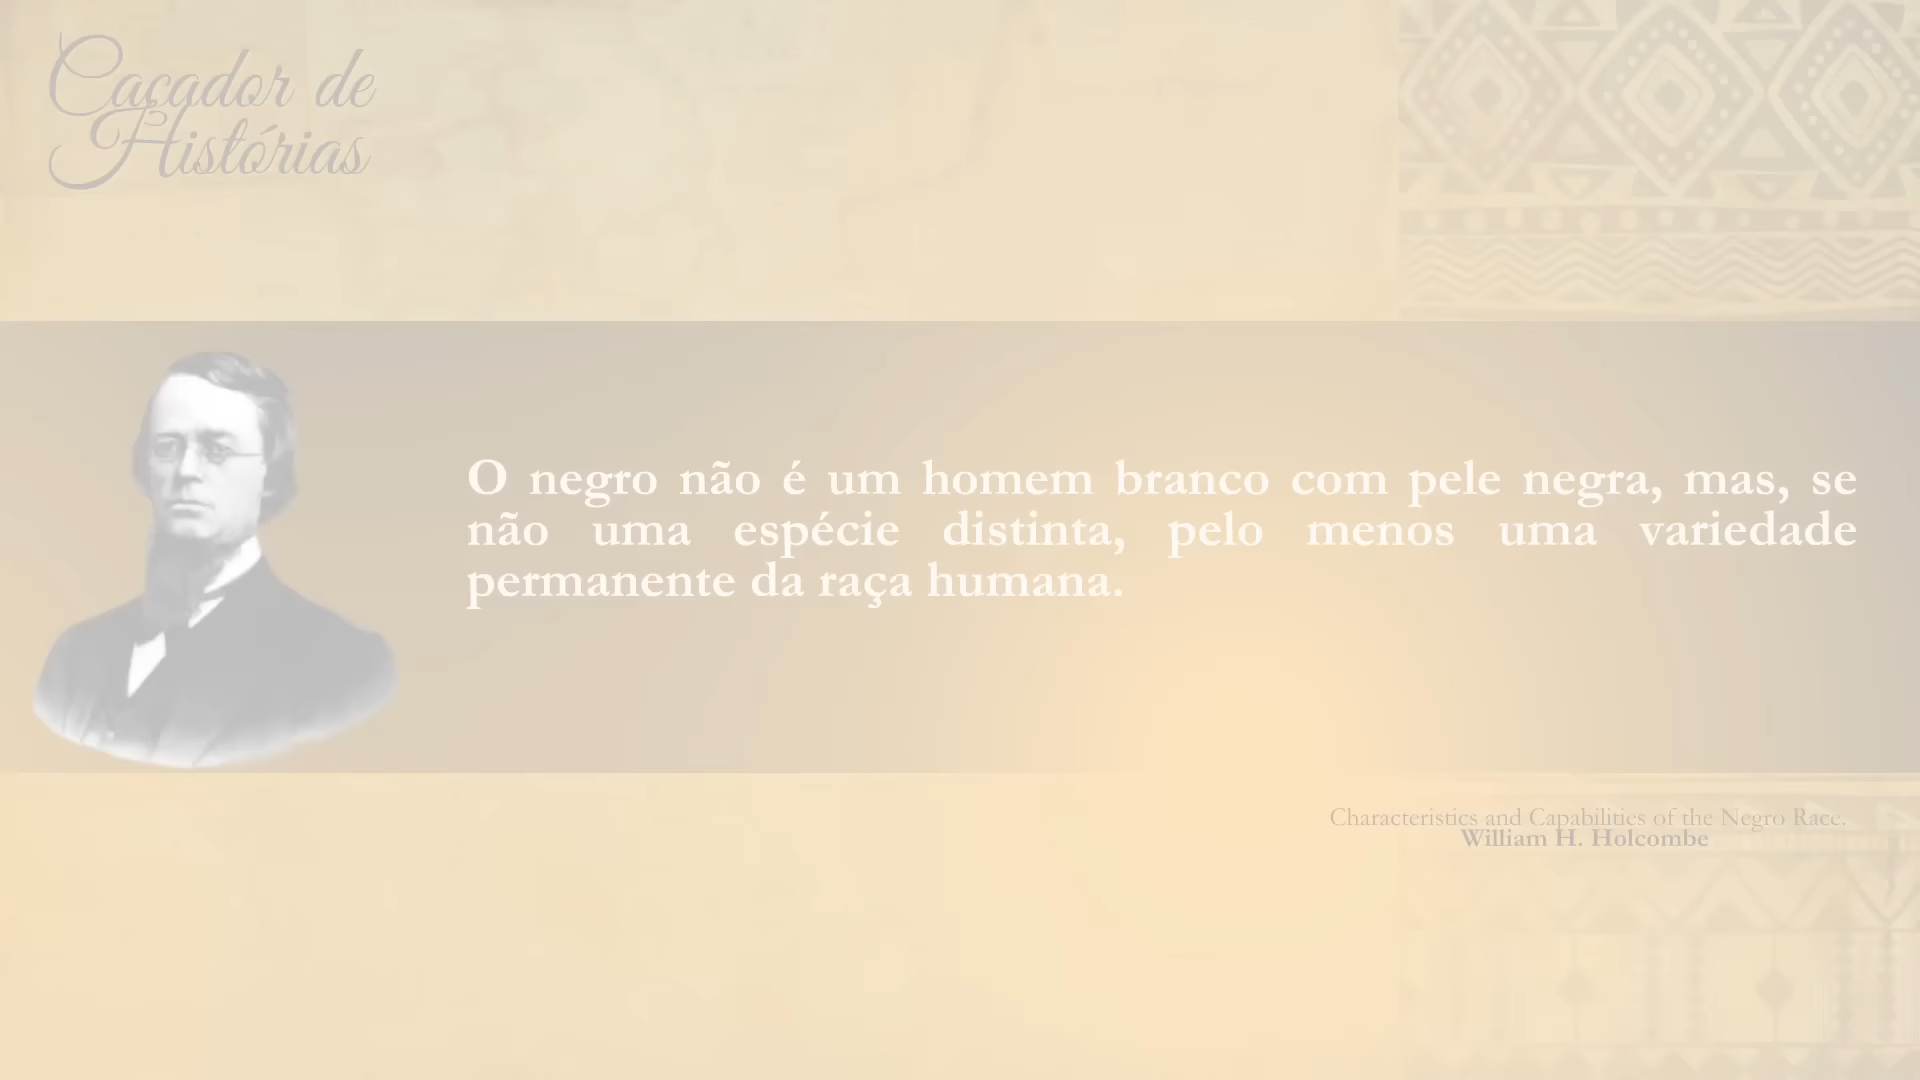 Caçador de
Histórias
O negro não é um homem branco com pele negra, mas, se
não uma espécie distinta, pelo menos uma variedade
permanente da raça humana.
Characteristics and Capabilities of the Negro Race.
William H. Holcombe